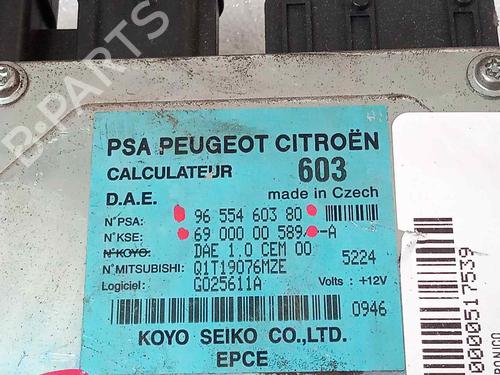 PSA PEUGEOT CITROËN
CALCULATEUR 603
D.A.E. made in Czech
N°PSA: 96 554 603 80
N°KSE: 69 000 00 589 -A
N°KOYO: DAE 1.0 CEM 00 5224
N°MITSUBISHI: Q1T19076MZE
Logiciel: G025611A Volts : +12V
0946
KOYO SEIKO CO.,LTD.
EPCE
B-PARTS
0000517539